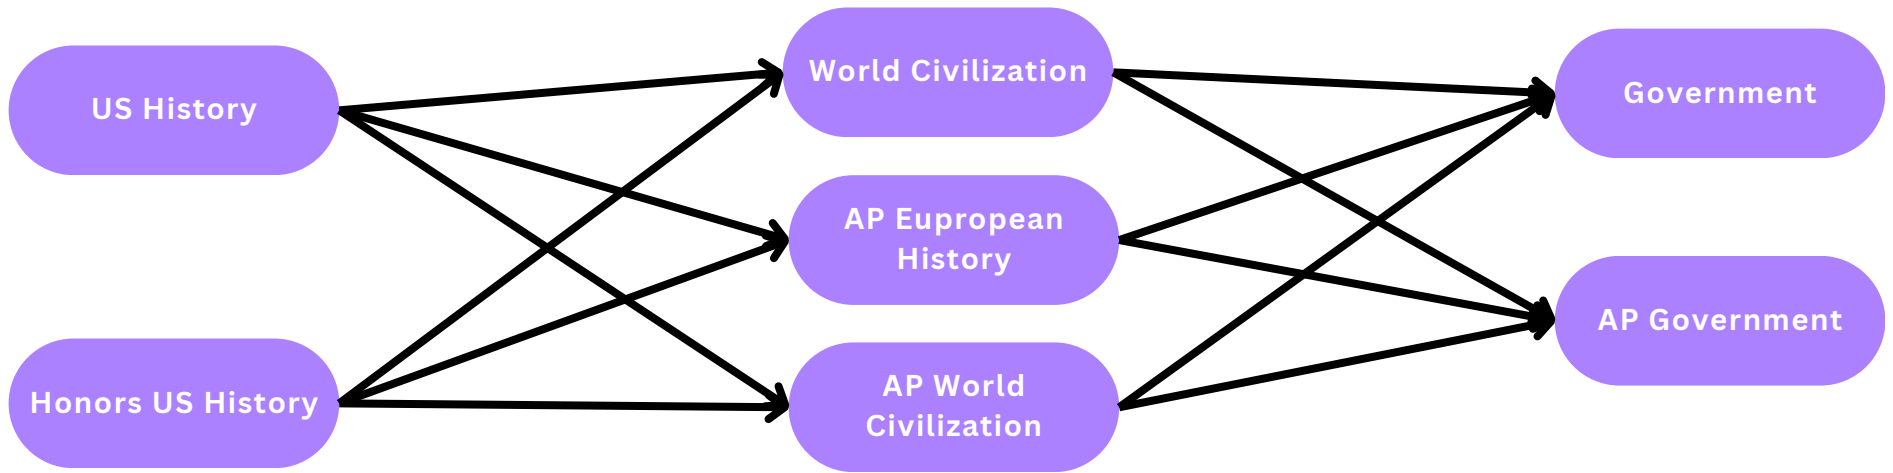 US History
Honors US History
World Civilization
AP Eupropean
History
AP World
Civilization
Government
AP Government